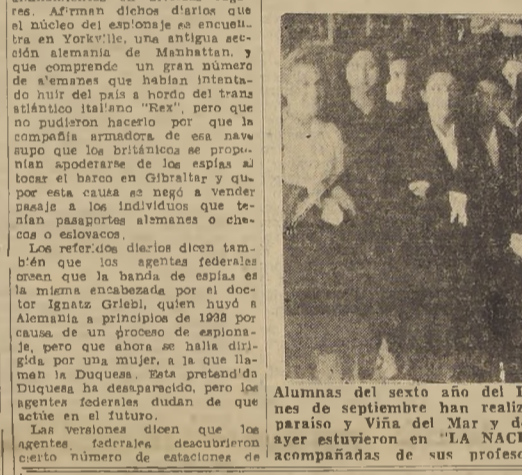 res. Afirman dichos diarios que
el núcleo del espionaje se encuen-
tra en Yorkville, una antigua sec-
ción alemania de Manhattan, y
que comprende un gran número
de alemanes que habían intenta-
do huir del país a bordo del trans
atlántico italiano "Rex", pero que
no pudieron hacerlo por que la
compañía armadora de esa nave
supo que los británicos se propo-
nían apoderarse de los espías al
tocar el barco en Gibraltar y que
por esta causa se negó a vender
pasaje a los individuos que te-
nían pasaportes alemanes o che-
cos o eslovacos.
Los referidos diarios dicen tam-
bién que los agentes federales
creen que la banda de espías es
la misma encabezada por el doc-
tor Ignatz Griebl, quien huyó a
Alemania a principios de 1938 por
causa de un proceso de espiona-
je, pero que ahora se halla diri-
gida por una mujer, a la que lla-
man la Duquesa. Esta pretendida
Duquesa ha desaparecido, pero los
agentes federales dudan de que
actúe en el futuro.
Las versiones dicen que los
agentes federales descubrieron
cierto número de estaciones de
Alumnas del sexto año del
nes de septiembre han realiz
paraíso y Viña del Mar y d
ayer estuvieron en "LA NAC
acompañadas de sus profes